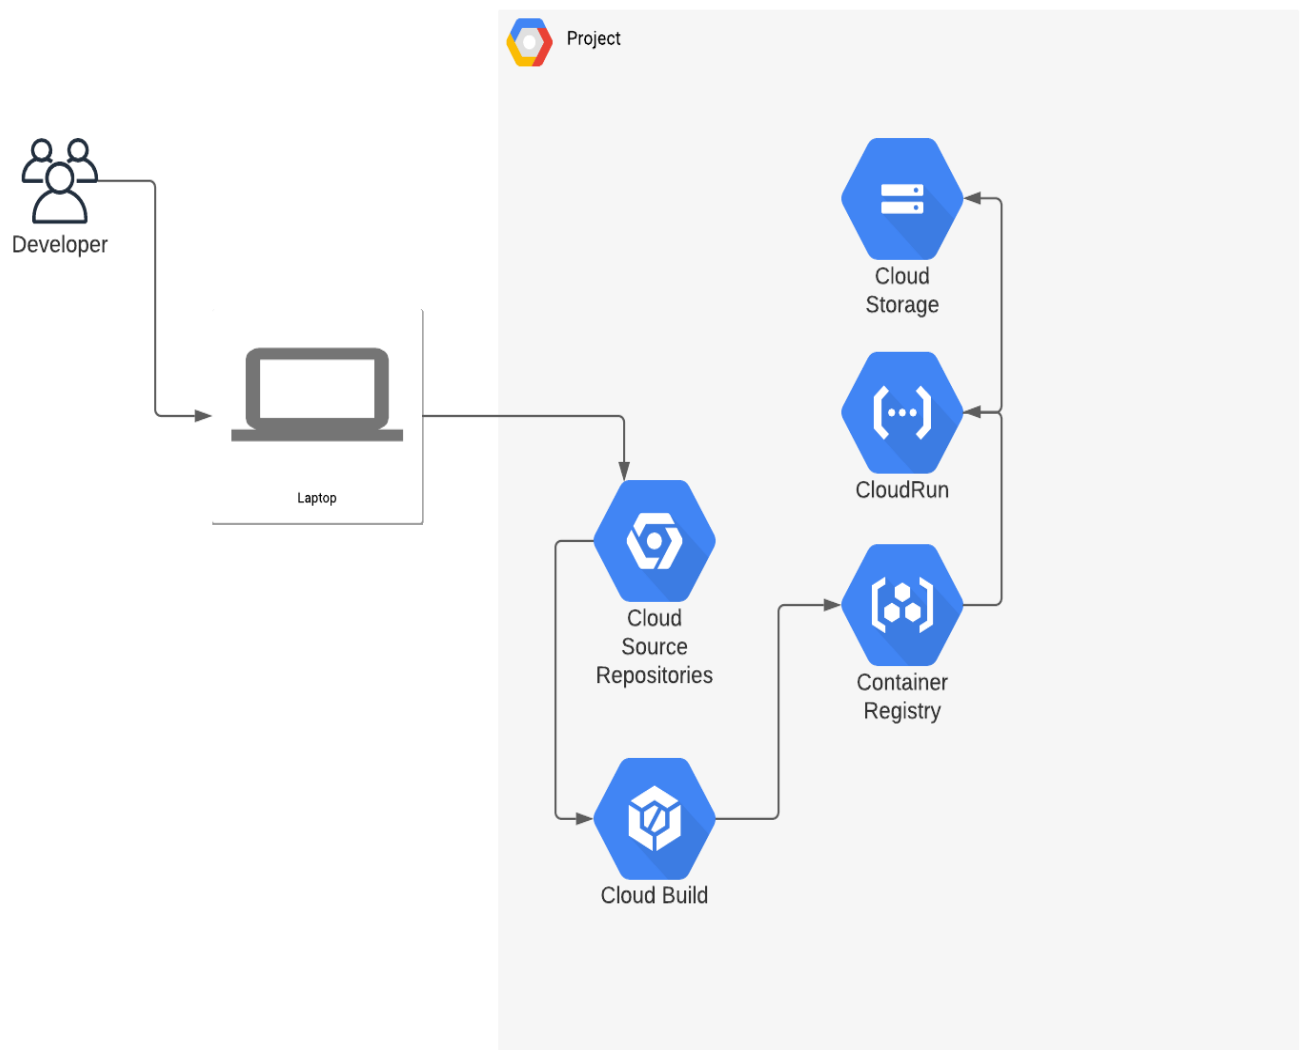 Project
Developer
Laptop
Cloud
Storage
CloudRun
Cloud
Source
Repositories
Container
Registry
Cloud Build